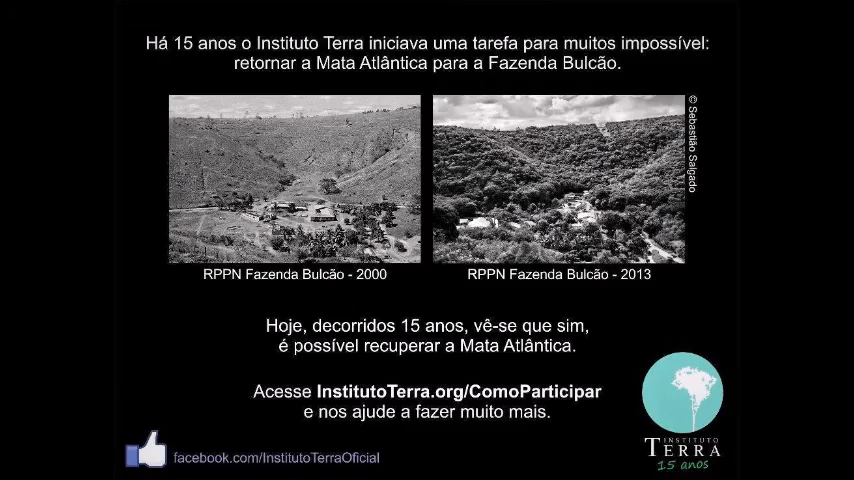 Há 15 anos o Instituto Terra iniciava uma tarefa para muitos impossível:
retornar a Mata Atlântica para a Fazenda Bulcão.
© Sebastião Salgado
RPPN Fazenda Bulcão - 2000
RPPN Fazenda Bulcão - 2013
Hoje, decorridos 15 anos, vê-se que sim,
é possível recuperar a Mata Atlântica.
Acesse InstitutoTerra.org/ComoParticipar
e nos ajude a fazer muito mais.
facebook.com/InstitutoTerraOficial
INSTITUTO
TERRA
15 anos